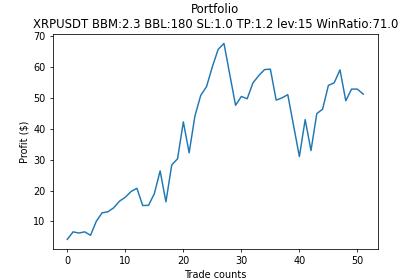 Portfolio
XRPUSDT BBM:2.3 BBL:180 SL:1.0 TP:1.2 lev:15 WinRatio:71.0
70
60
50
40
30
20
10
Profit ($)
0 10 20 30 40 50
Trade counts